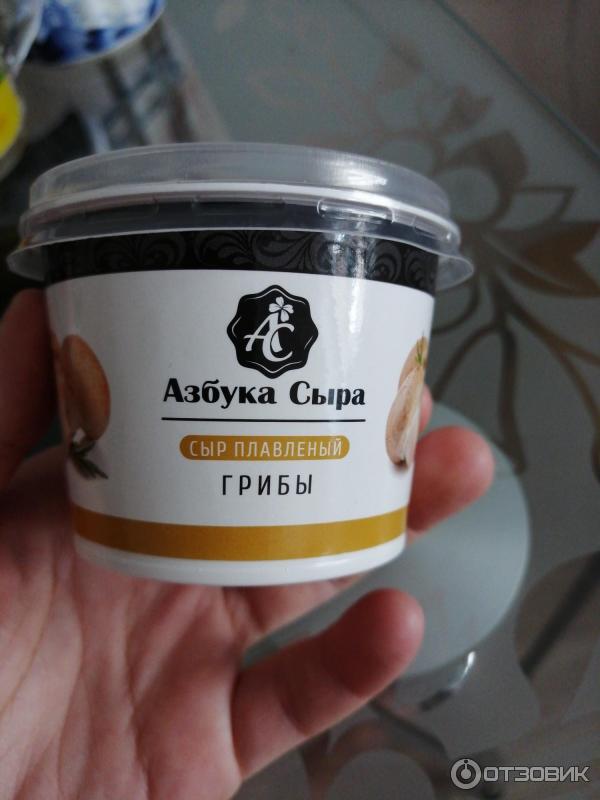 АС
Азбука Сыра
СЫР ПЛАВЛЕНЫЙ
ГРИБЫ
ОТЗОВИК